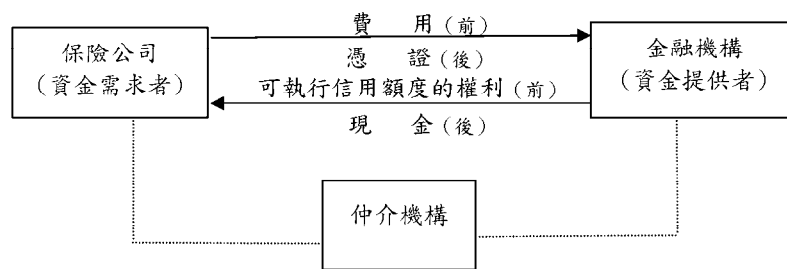 費 用(前)
憑 證(後)
保險公司
(資金需求者)
金融機構
(資金提供者)
可執行信用額度的權利(前)
現 金(後)
仲介機構